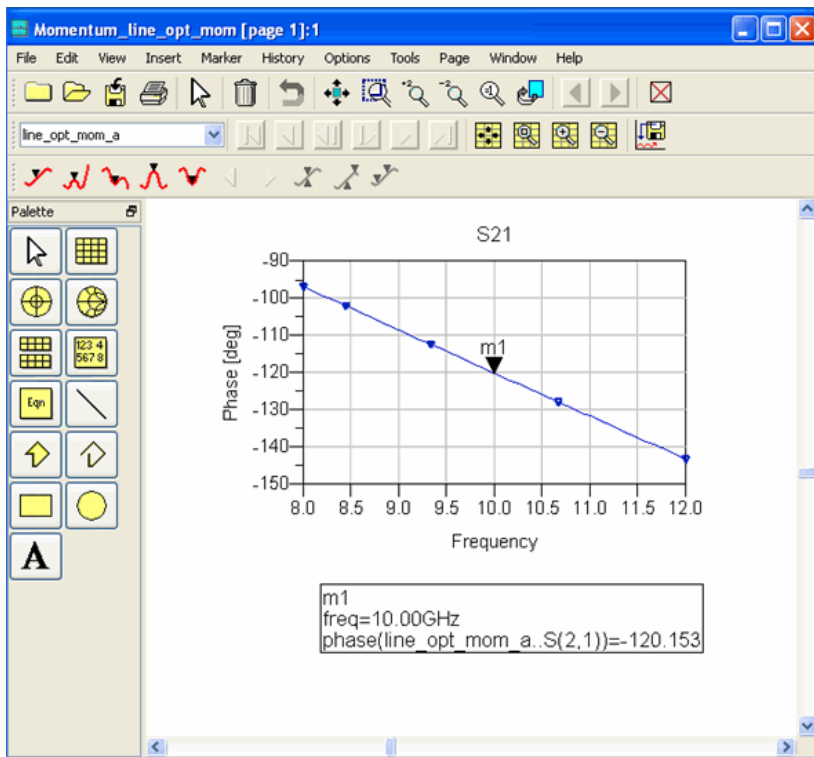 Momentum_line_opt_mom [page 1]:1
File Edit View Insert Marker History Options Tools Page Window Help
+2 -2 1
line_opt_mom_a
Palette
123 4
567 8
Eqn
A
S21
-90
-100
-110
-120
-130
-140
-150
Phase [deg]
m1
8.0 8.5 9.0 9.5 10.0 10.5 11.0 11.5 12.0
Frequency
m1
freq=10.00GHz
phase(line_opt_mom_a..S(2,1))=-120.153